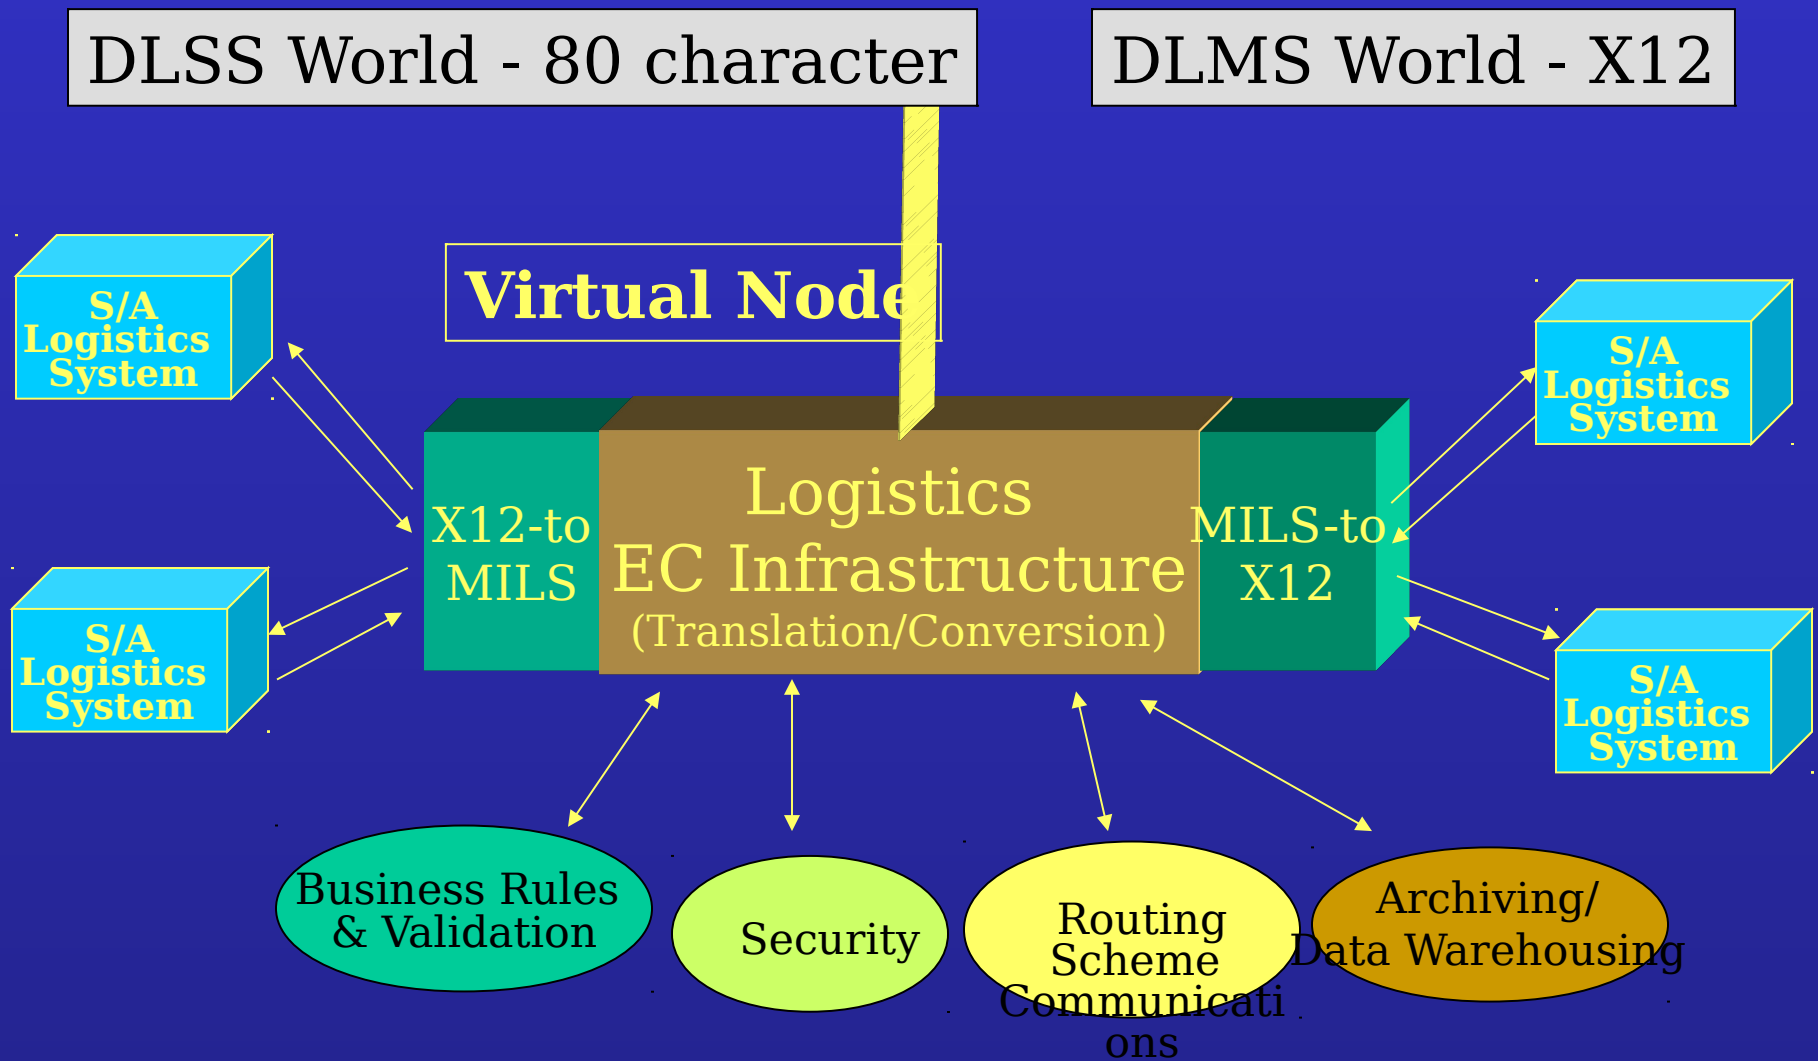 DLSS World - 80 character
DLMS World - X12
Virtual Node
S/A
Logistics
System
S/A
Logistics
System
X12-to
MILS
Logistics
EC Infrastructure
(Translation/Conversion)
MILS-to
X12
S/A
Logistics
System
S/A
Logistics
System
Business Rules
& Validation
Security
Routing
Scheme
Communicati
ons
Archiving/
Data Warehousing